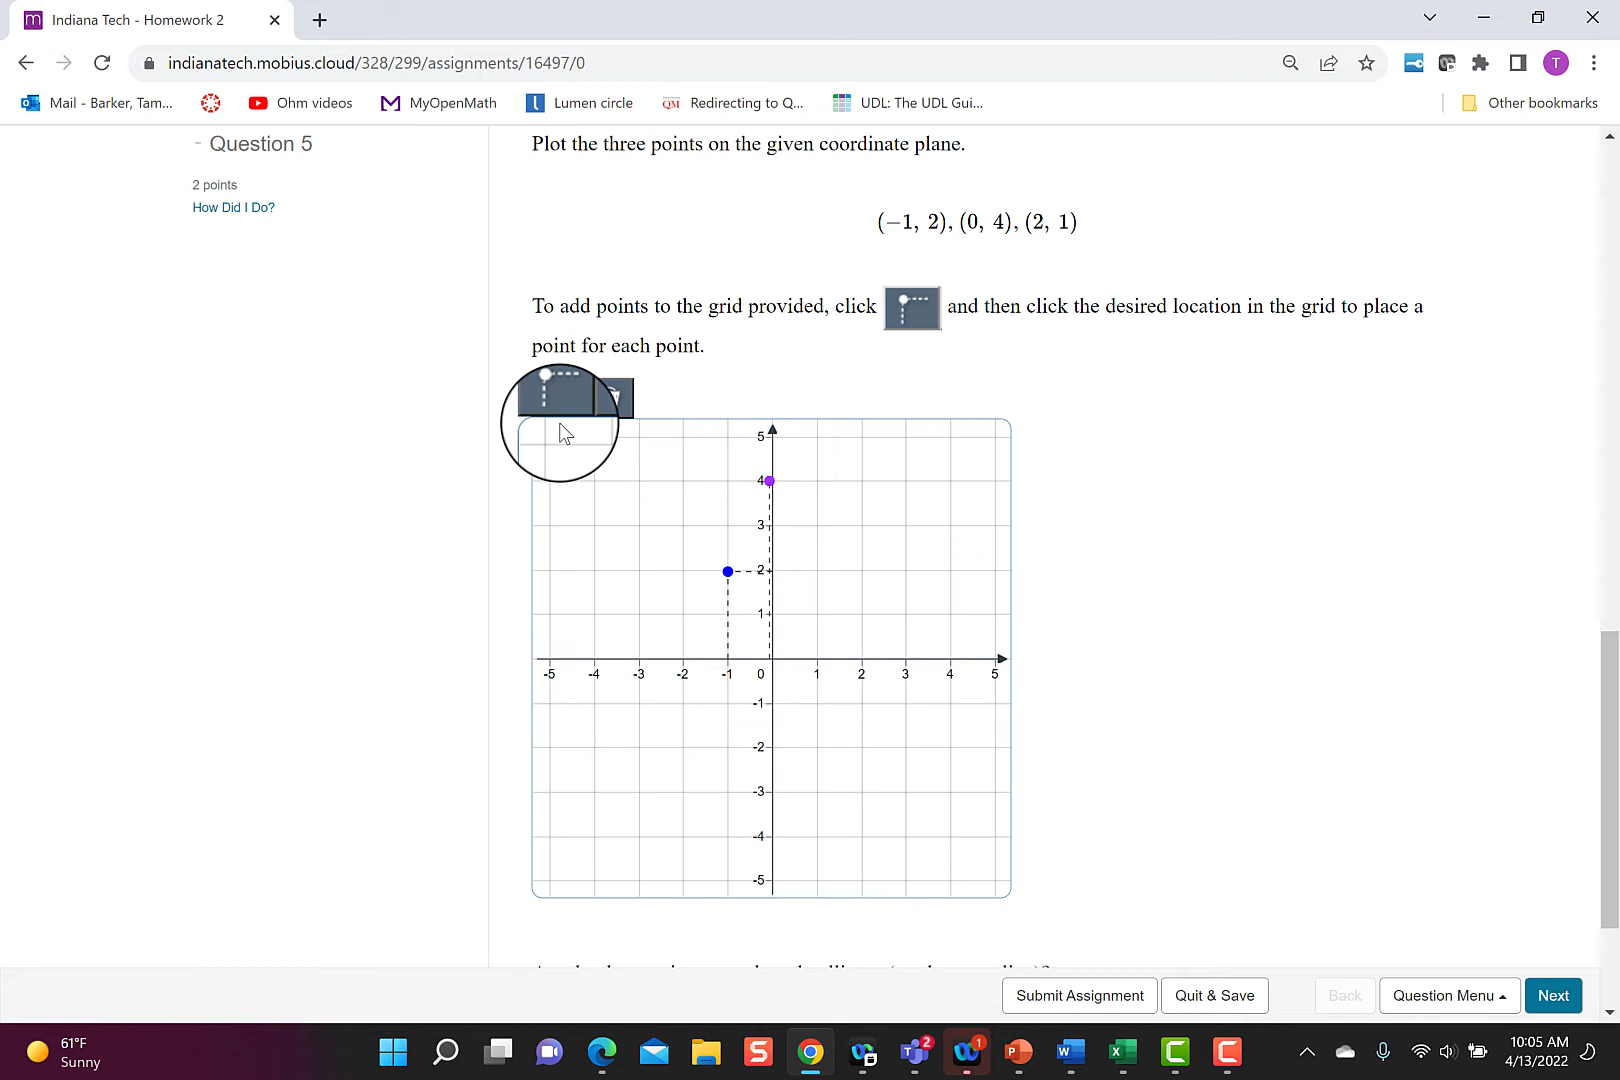 Indiana Tech - Homework 2
indianatech.mobius.cloud/328/299/assignments/16497/0
T
Mail - Barker, Tam...
Ohm videos
MyOpenMath
Lumen circle
QM Redirecting to Q...
UDL: The UDL Gui...
Other bookmarks
- Question 5
2 points
How Did I Do?
Plot the three points on the given coordinate plane.
(−1, 2), (0, 4), (2, 1)
To add points to the grid provided, click and then click the desired location in the grid to place a
point for each point.
5
4
3
2
1
-5 -4 -3 -2 -1 0 1 2 3 4 5
-1
-2
-3
-4
-5
Submit Assignment
Quit & Save
Back
Question Menu
Next
61°F
Sunny
2
1
10:05 AM
4/13/2022